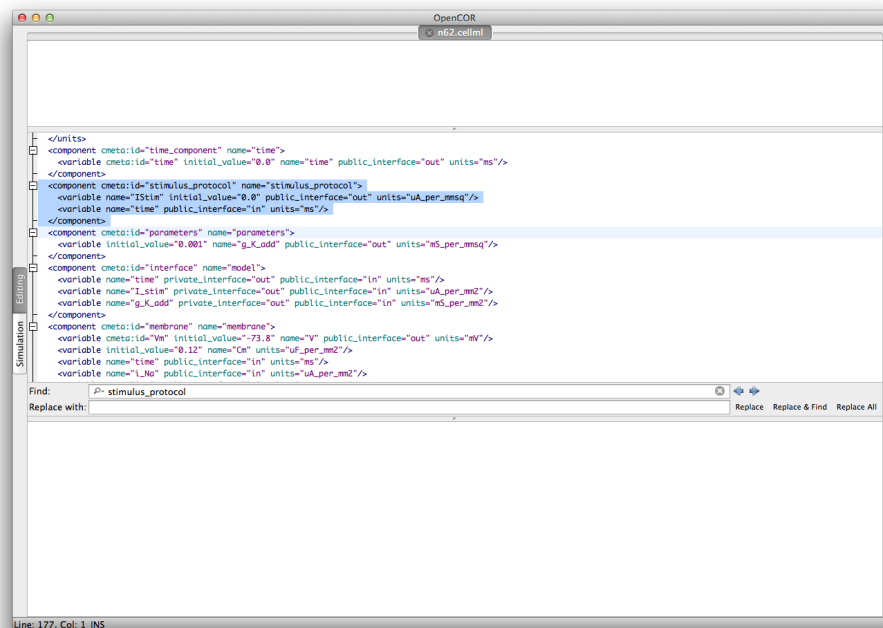 OpenCOR
n62.cellml
</units>
<component cmeta:id="time_component" name="time">
<variable cmeta:id="time" initial_value="0.0" name="time" public_interface="out" units="ms"/>
</component>
<component cmeta:id="stimulus_protocol" name="stimulus_protocol">
<variable name="IStim" initial_value="0.0" public_interface="out" units="uA_per_mmsq"/>
<variable name="time" public_interface="in" units="ms"/>
</component>
<component cmeta:id="parameters" name="parameters">
<variable initial_value="0.001" name="g_K_add" public_interface="out" units="mS_per_mmsq"/>
</component>
<component cmeta:id="interface" name="model">
<variable name="time" private_interface="out" public_interface="in" units="ms"/>
<variable name="I_stim" private_interface="out" public_interface="in" units="uA_per_mm2"/>
<variable name="g_K_add" private_interface="out" public_interface="in" units="mS_per_mm2"/>
</component>
<component cmeta:id="membrane" name="membrane">
<variable cmeta:id="Vm" initial_value="-73.8" name="V" public_interface="out" units="mV"/>
<variable initial_value="0.12" name="Cm" units="uF_per_mm2"/>
<variable name="time" public_interface="in" units="ms"/>
<variable name="i_Na" public_interface="in" units="uA_per_mm2"/>
Editing
Simulation
Find:
stimulus_protocol
Replace with:
Replace Replace & Find Replace All
Line: 177, Col: 1 INS